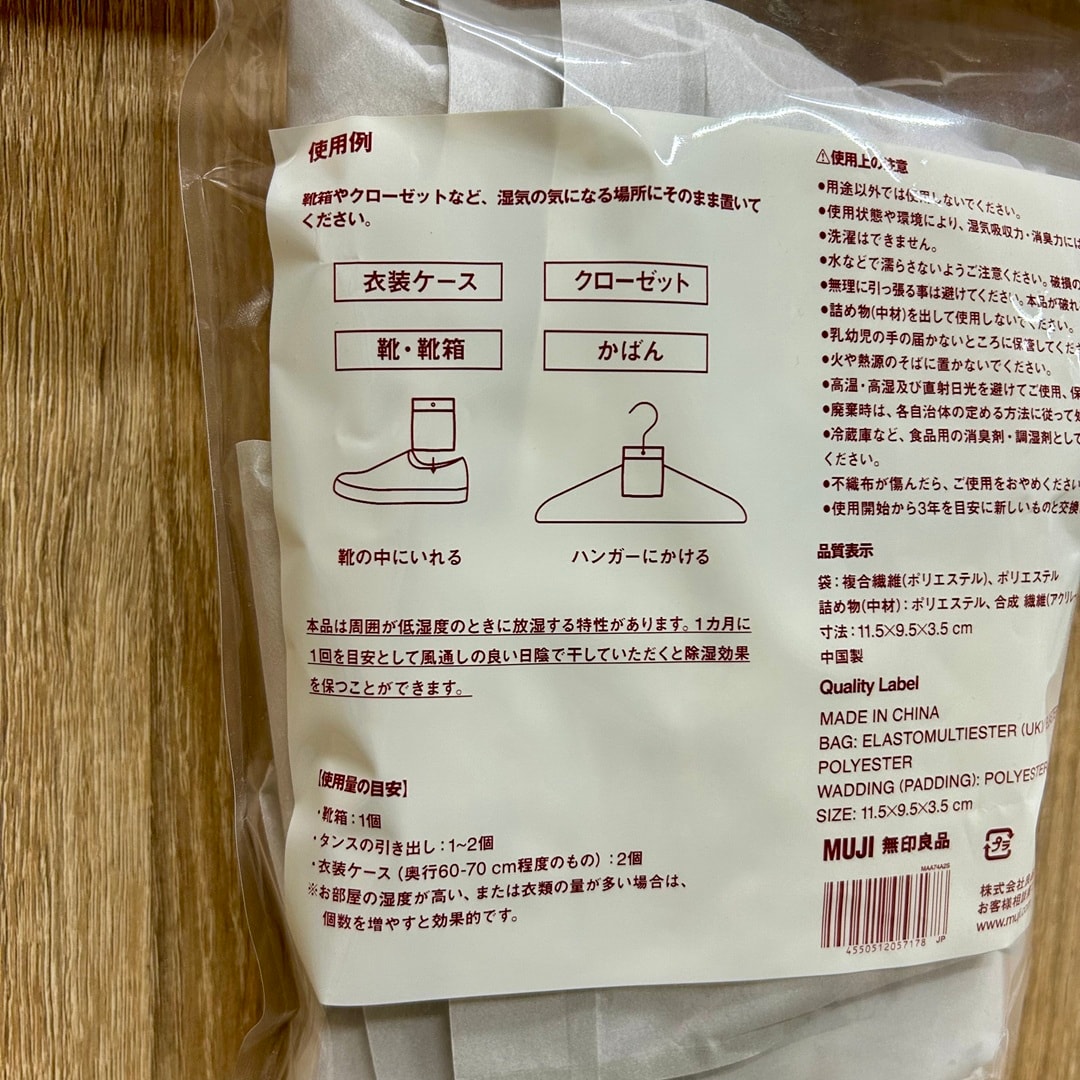 使用例
靴箱やクローゼットなど、湿気の気になる場所にそのまま置いて
ください。
衣装ケース
クローゼット
靴・靴箱
かばん
靴の中にいれる
ハンガーにかける
本品は周囲が低湿度のときに放湿する特性があります。1カ月に
1回を目安として風通しの良い日陰で干していただくと除湿効果
を保つことができます。
【使用量の目安】
・靴箱：1個
・タンスの引き出し：1~2個
・衣装ケース（奥行60-70 cm程度のもの）：2個
※お部屋の湿度が高い、または衣類の量が多い場合は、
個数を増やすと効果的です。
⚠使用上の注意
●用途以外では使用しないでください。
●使用状態や環境により、湿気吸収力・消臭力には
●洗濯はできません。
●水などで濡らさないようご注意ください。破損の
●無理に引っ張る事は避けてください。本品が破れ
●詰め物(中材)を出して使用しないでください。
●乳幼児の手の届かないところに保管してくださ
●火や熱源のそばに置かないでください。
●高温・高湿及び直射日光を避けてご使用、保
●廃棄時は、各自治体の定める方法に従って処
●冷蔵庫など、食品用の消臭剤・調湿剤として
ください。
●不織布が傷んだら、ご使用をおやめください
●使用開始から3年を目安に新しいものと交換
品質表示
袋：複合繊維(ポリエステル)、ポリエステル
詰め物(中材)：ポリエステル、合成 繊維(アクリレー
寸法：11.5×9.5×3.5 cm
中国製
Quality Label
MADE IN CHINA
BAG: ELASTOMULTIESTER (UK)
POLYESTER
WADDING (PADDING): POLYESTER
SIZE: 11.5×9.5×3.5 cm
MUJI 無印良品
プラ
MAA74A2S
4550512057178 JP
株式会社良
お客様相談
www.muji.co